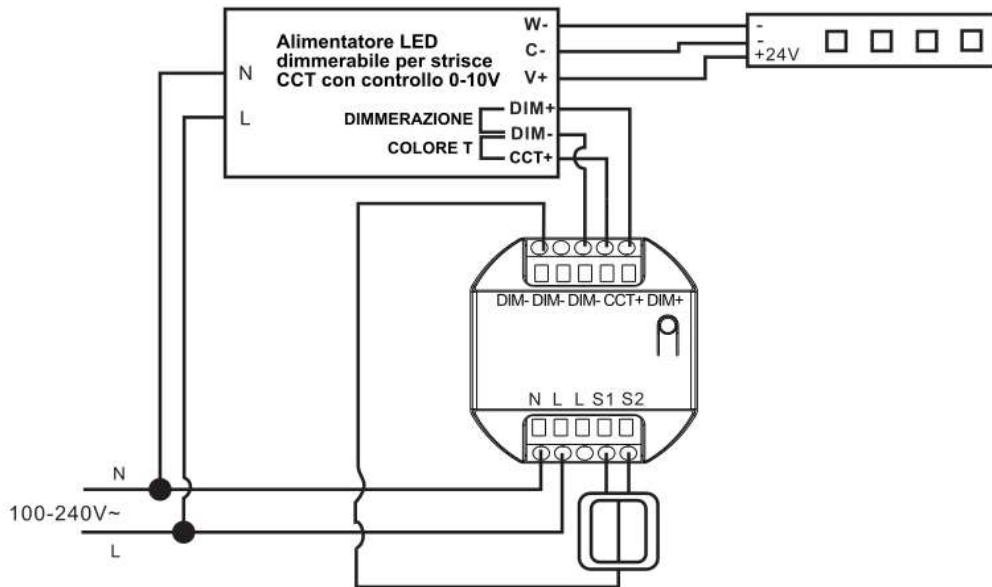 Alimentatore LED
dimmerabile per strisce
CCT con controllo 0-10V
N
L
W-
C-
V+
DIMMERAZIONE
DIM+
DIM-
COLORE T
CCT+
-
-
+24V
DIM- DIM- DIM- CCT+ DIM+
N L L S1 S2
N
100-240V~
L